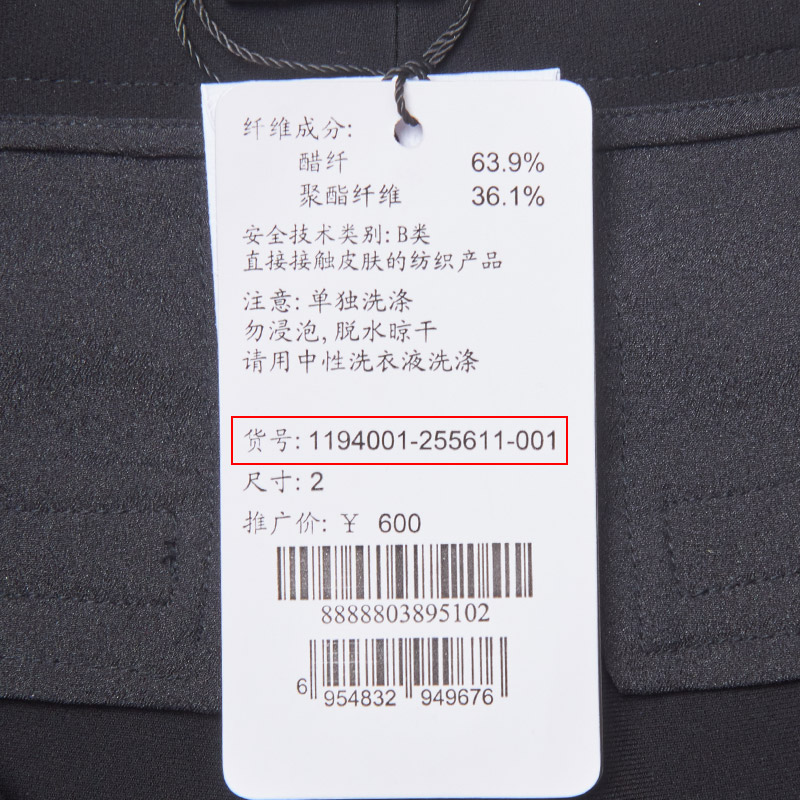 纤维成分:
醋纤 63.9%
聚酯纤维 36.1%
安全技术类别: B类
直接接触皮肤的纺织产品
注意: 单独洗涤
勿浸泡, 脱水晾干
请用中性洗衣液洗涤
货号: 1194001-255611-001
尺寸: 2
推广价: ¥ 600
8888803895102
6 954832 949676